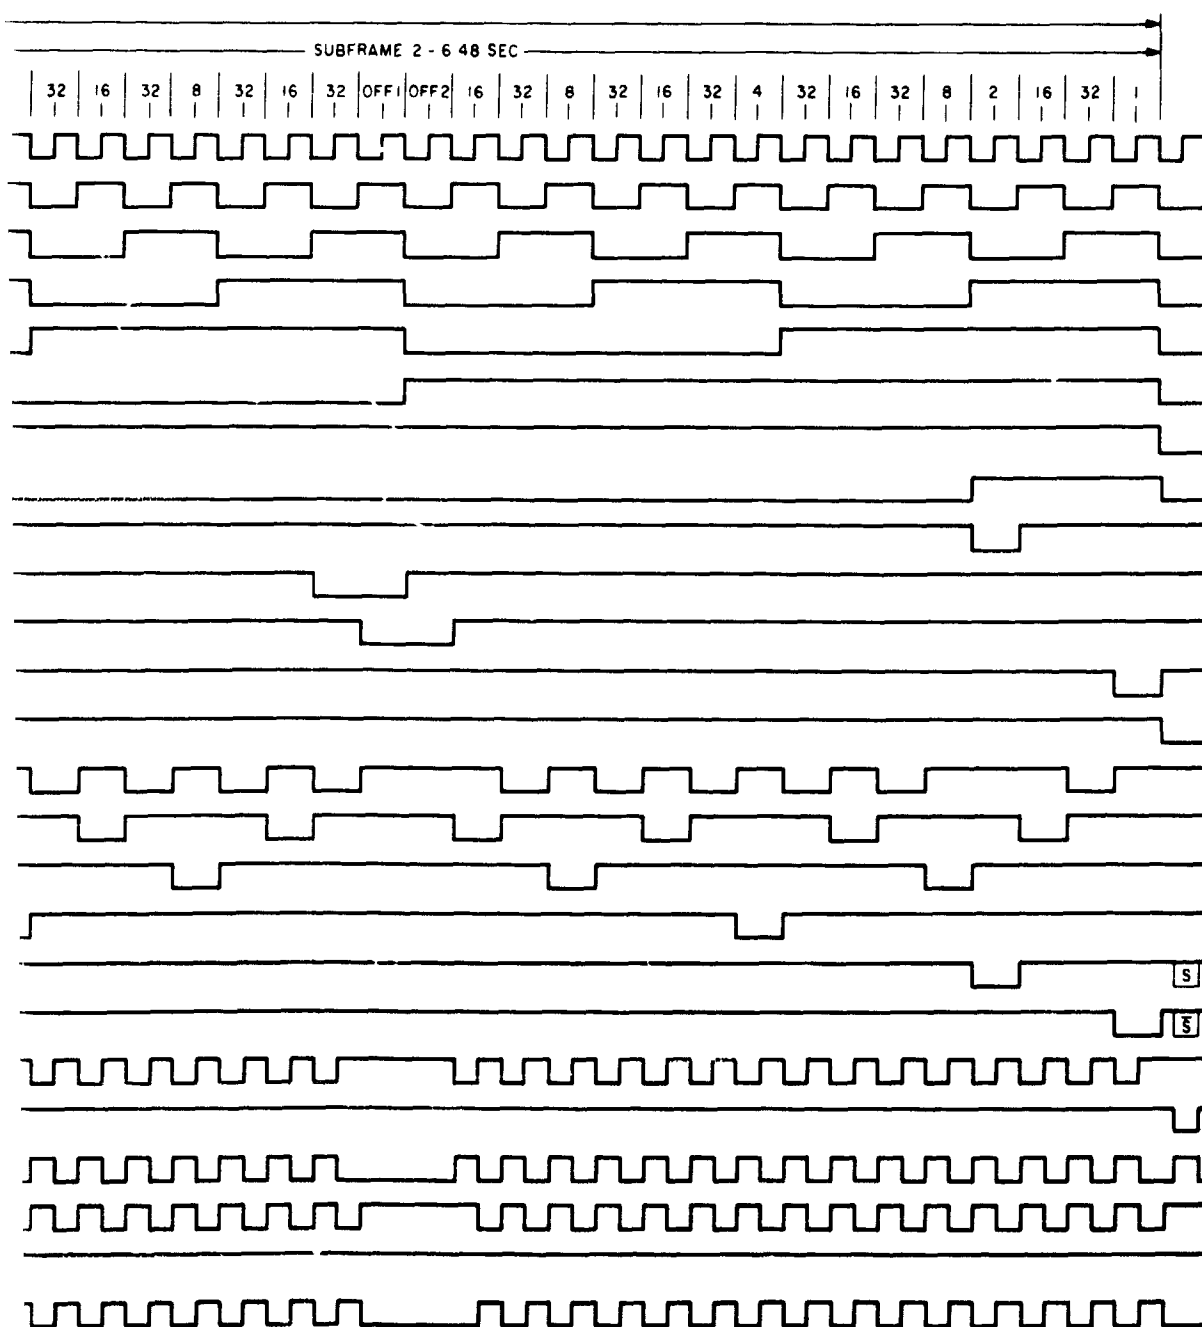 SUBFRAME 2 - 6 48 SEC
32 16 32 8 32 16 32 OFF1 OFF2 16 32 8 32 16 32 4 32 16 32 8 2 16 32 1
S
S̅